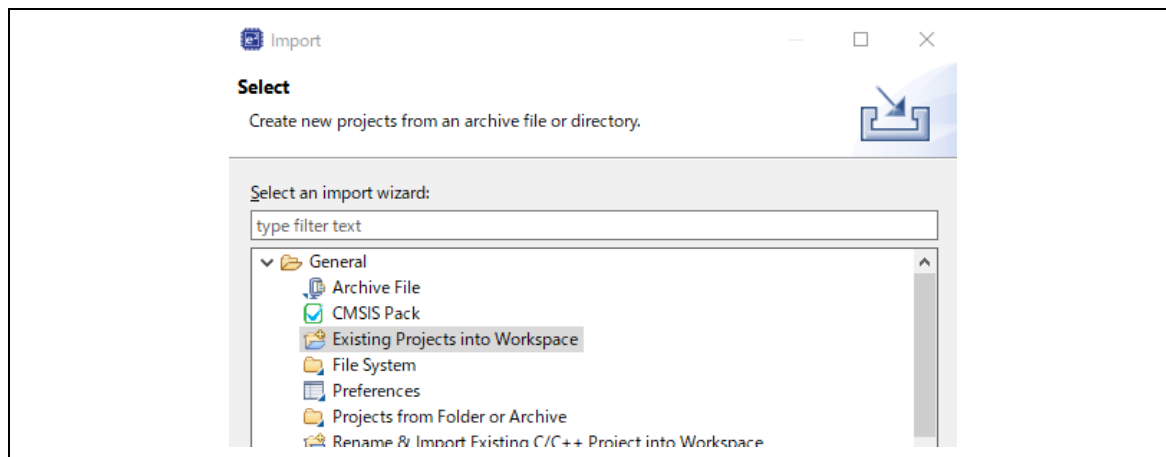 Import
Select
Create new projects from an archive file or directory.
Select an import wizard:
type filter text
General
Archive File
CMSIS Pack
Existing Projects into Workspace
File System
Preferences
Projects from Folder or Archive
Rename & Import Existing C/C++ Project into Workspace